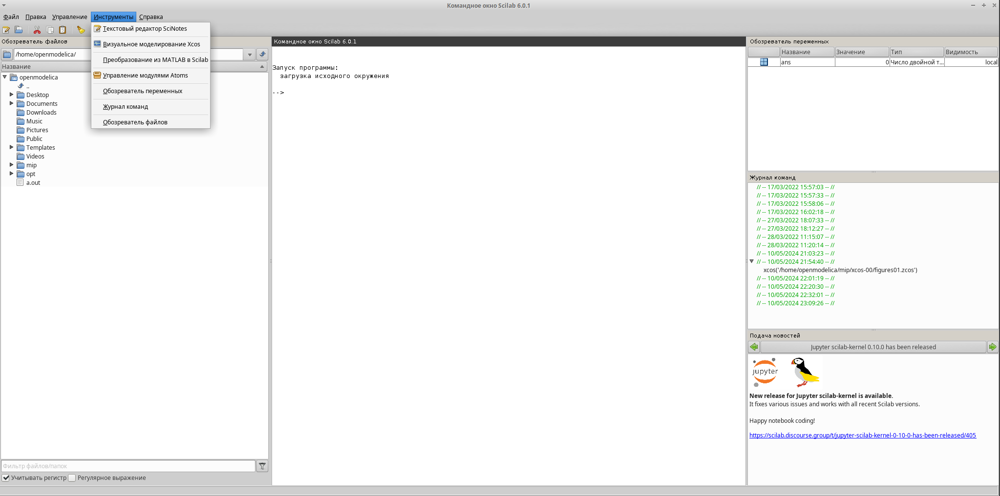 Командное окно Scilab 6.0.1
Файл Правка Управление Инструменты Справка
Текстовый редактор SciNotes
Визуальное моделирование Xcos
Преобразование из MATLAB в Scilab
Управление модулями Atoms
Обозреватель переменных
Журнал команд
Обозреватель файлов
Обозреватель файлов
/home/openmodelica/
Название
openmodelica
..
Desktop
Documents
Downloads
Music
Pictures
Public
Templates
Videos
mip
opt
a.out
Фильтр файлов/папок
Учитывать регистр Регулярное выражение
Командное окно Scilab 6.0.1
Запуск программы:
загрузка исходного окружения
-->
Обозреватель переменных
Название Значение Тип Видимость
ans 0 Число двойной т... local
Журнал команд
// -- 17/03/2022 15:57:03 -- //
// -- 17/03/2022 15:57:33 -- //
// -- 17/03/2022 15:58:06 -- //
// -- 17/03/2022 16:02:18 -- //
// -- 27/03/2022 18:07:33 -- //
// -- 27/03/2022 18:12:27 -- //
// -- 28/03/2022 11:15:07 -- //
// -- 28/03/2022 11:20:14 -- //
// -- 10/05/2024 21:03:23 -- //
// -- 10/05/2024 21:54:40 -- //
xcos('/home/openmodelica/mip/xcos-00/figures01.zcos')
// -- 10/05/2024 22:01:19 -- //
// -- 10/05/2024 22:20:30 -- //
// -- 10/05/2024 22:32:01 -- //
// -- 10/05/2024 23:09:26 -- //
Подача новостей
Jupyter scilab-kernel 0.10.0 has been released
jupyter
New release for Jupyter scilab-kernel is available.
It fixes various issues and works with all recent Scilab versions.
Happy notebook coding!
https://scilab.discourse.group/t/jupyter-scilab-kernel-0-10-0-has-been-released/405